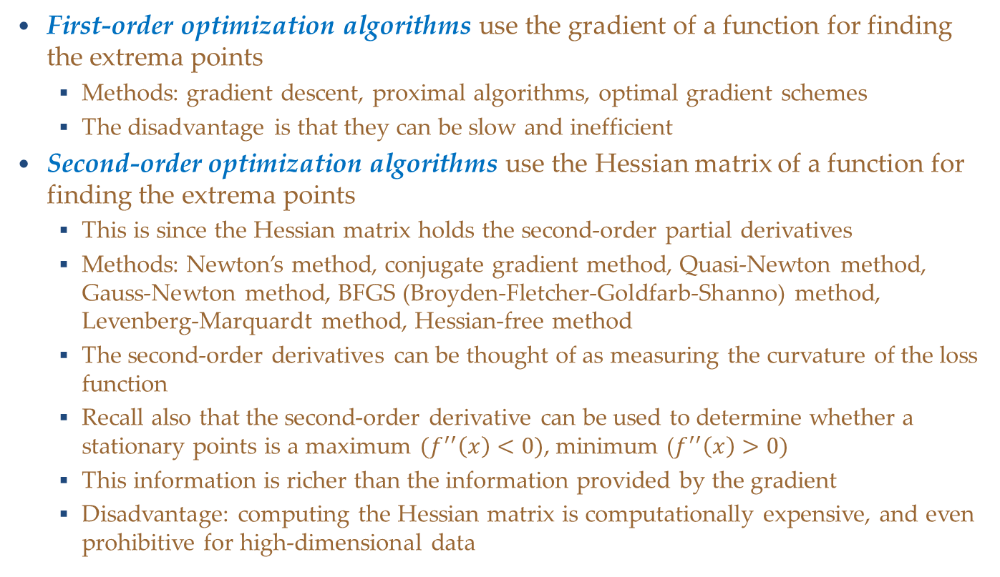 • First-order optimization algorithms use the gradient of a function for finding
the extrema points
▪ Methods: gradient descent, proximal algorithms, optimal gradient schemes
▪ The disadvantage is that they can be slow and inefficient
• Second-order optimization algorithms use the Hessian matrix of a function for
finding the extrema points
▪ This is since the Hessian matrix holds the second-order partial derivatives
▪ Methods: Newton’s method, conjugate gradient method, Quasi-Newton method,
Gauss-Newton method, BFGS (Broyden-Fletcher-Goldfarb-Shanno) method,
Levenberg-Marquardt method, Hessian-free method
▪ The second-order derivatives can be thought of as measuring the curvature of the loss
function
▪ Recall also that the second-order derivative can be used to determine whether a
stationary points is a maximum (f′′(x) < 0), minimum (f′′(x) > 0)
▪ This information is richer than the information provided by the gradient
▪ Disadvantage: computing the Hessian matrix is computationally expensive, and even
prohibitive for high-dimensional data